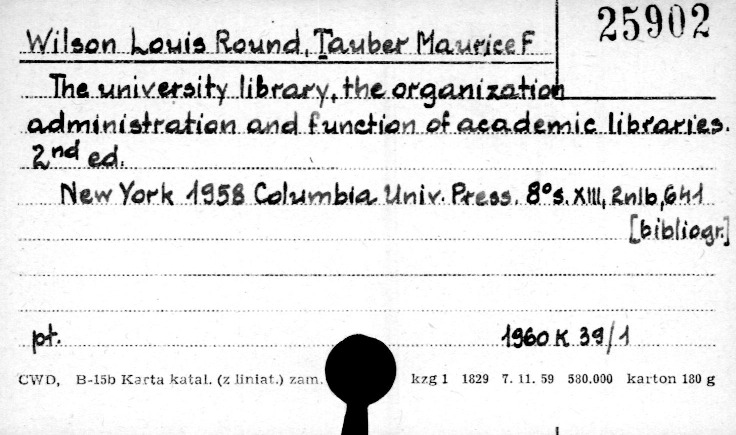 25902
Wilson Louis Round, Tauber Maurice F
The university library, the organization
administration and function of academic libraries.
2nd ed.
New York 1958 Columbia Univ. Press. 8° s. XIII, 2nlb, 641
[bibliogr.]
pt. 1960 K 39/1
CWD, B-15b Karta katal. (z liniat.) zam. kzg 1 1829 7. 11. 59 580.000 karton 180 g